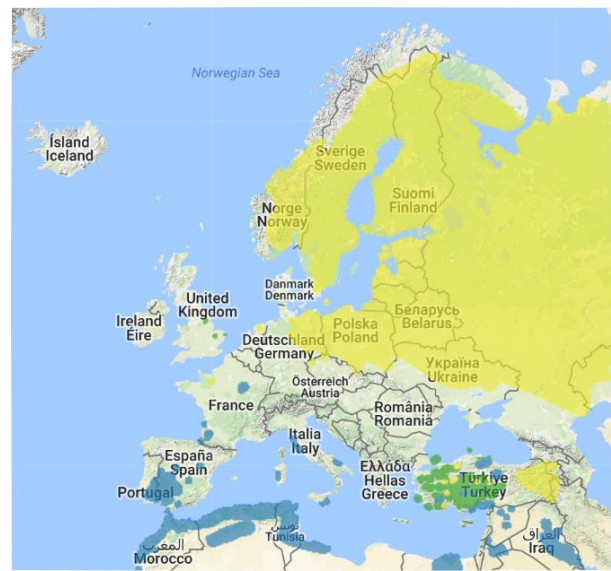 Norwegian Sea
Ísland
Iceland
Sverige
Sweden
Suomi
Finland
Norge
Norway
Danmark
Denmark
United
Kingdom
Ireland
Éire
Беларусь
Belarus
Polska
Poland
Deutschland
Germany
Україна
Ukraine
Österreich
Austria
France
România
Romania
Italia
Italy
España
Spain
Portugal
Ελλάδα
Hellas
Greece
Türkiye
Turkey
تونس
Tunisia
العراق
Iraq
المغرب
Morocco